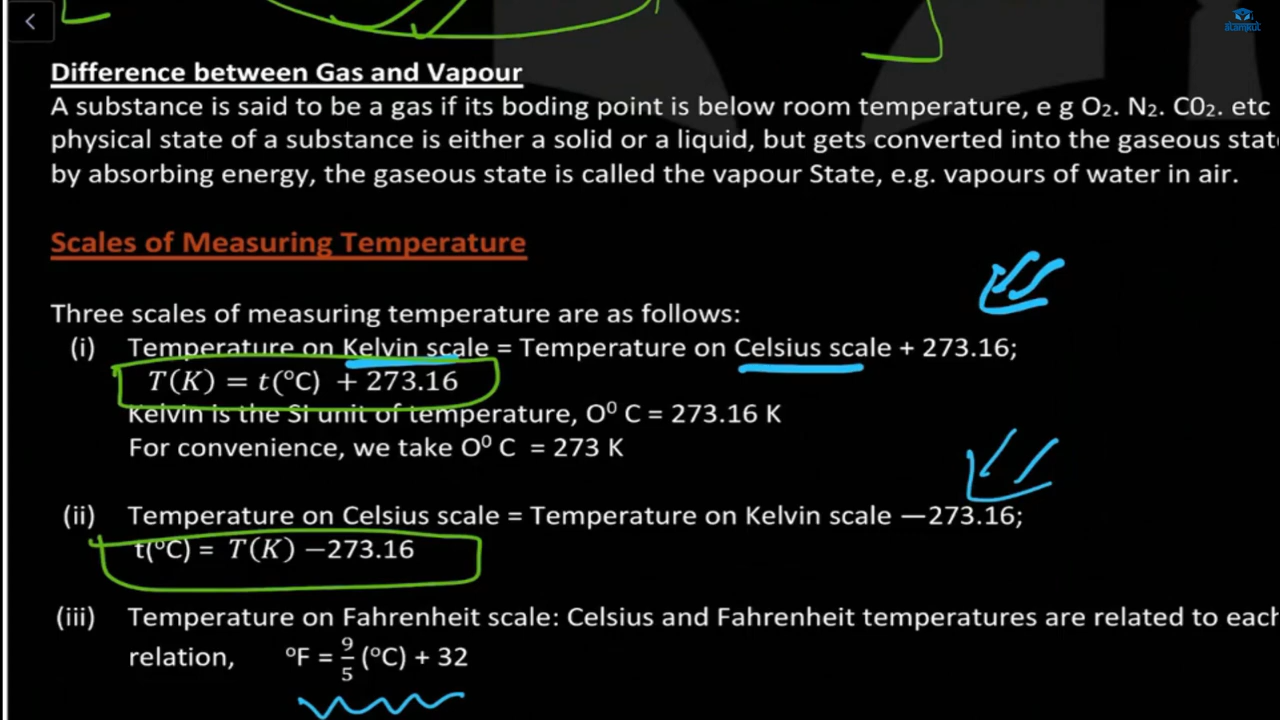 ilamkut
Difference between Gas and Vapour
A substance is said to be a gas if its boding point is below room temperature, e g O₂. N₂. C0₂. etc
physical state of a substance is either a solid or a liquid, but gets converted into the gaseous stat
by absorbing energy, the gaseous state is called the vapour State, e.g. vapours of water in air.
Scales of Measuring Temperature
Three scales of measuring temperature are as follows:
(i) Temperature on Kelvin scale = Temperature on Celsius scale + 273.16;
T(K) = t(⁰C) + 273.16
Kelvin is the SI unit of temperature, O⁰ C = 273.16 K
For convenience, we take O⁰ C = 273 K
(ii) Temperature on Celsius scale = Temperature on Kelvin scale —273.16;
t(⁰C) = T(K) −273.16
(iii) Temperature on Fahrenheit scale: Celsius and Fahrenheit temperatures are related to each
relation, ⁰F = 9/5 (⁰C) + 32